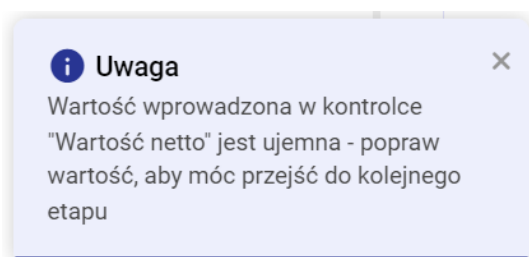 Uwaga
Wartość wprowadzona w kontrolce
"Wartość netto" jest ujemna - popraw
wartość, aby móc przejść do kolejnego
etapu